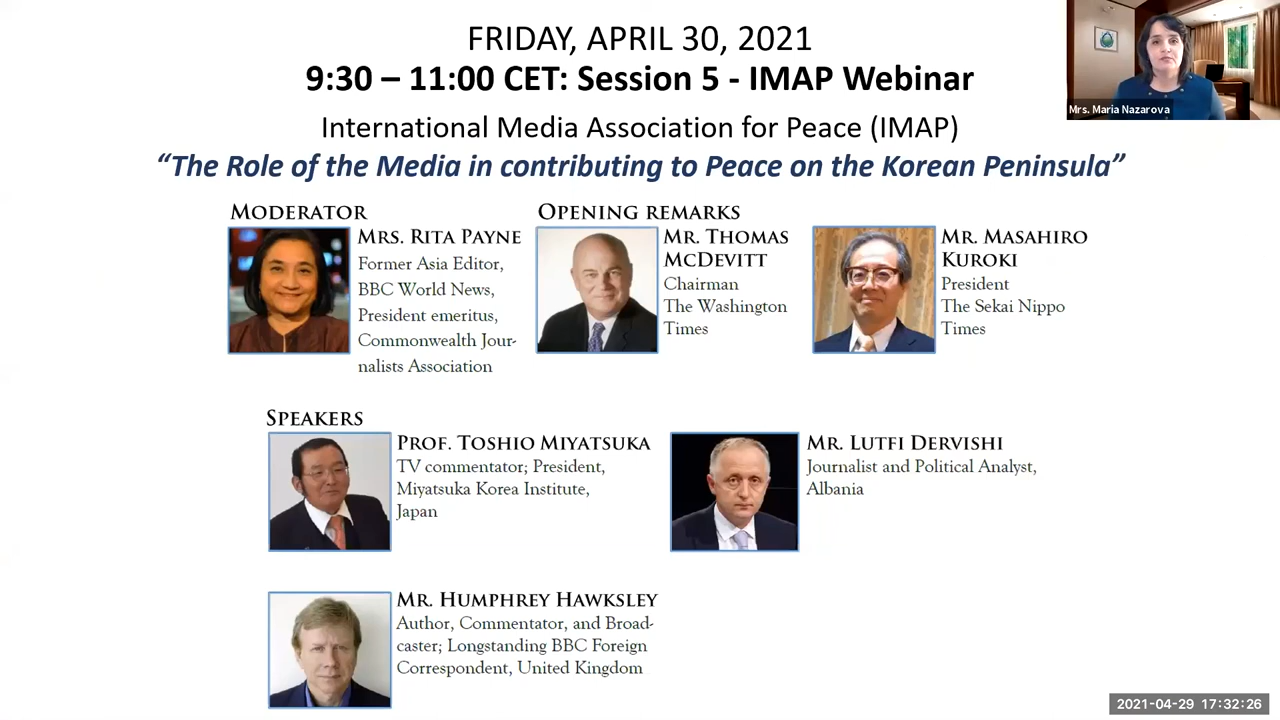 FRIDAY, APRIL 30, 2021
9:30 – 11:00 CET: Session 5 - IMAP Webinar
International Media Association for Peace (IMAP)
“The Role of the Media in contributing to Peace on the Korean Peninsula”
Mrs. Maria Nazarova
MODERATOR
MRS. RITA PAYNE
Former Asia Editor,
BBC World News,
President emeritus,
Commonwealth Jour-
nalists Association
OPENING REMARKS
MR. THOMAS
MCDEVITT
Chairman
The Washington
Times
MR. MASAHIRO
KUROKI
President
The Sekai Nippo
Times
SPEAKERS
PROF. TOSHIO MIYATSUKA
TV commentator; President,
Miyatsuka Korea Institute,
Japan
MR. LUTFI DERVISHI
Journalist and Political Analyst,
Albania
MR. HUMPHREY HAWKSLEY
Author, Commentator, and Broad-
caster; Longstanding BBC Foreign
Correspondent, United Kingdom
2021-04-29 17:32:26